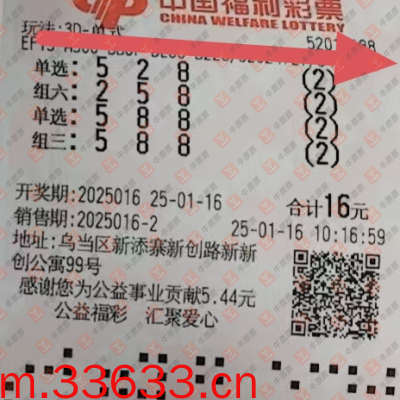 中国福利彩票
CHINA WELFARE LOTTERY
玩法:3D-单式
单选: 5 2 8 (2)
组六: 2 5 8 (2)
单选: 5 8 8 (2)
组三: 5 8 8 (2)
开奖期:2025016 25-01-16 合计16元
销售期:2025016-2 25-01-16 10:16:59
地址:乌当区新添寨新创路新新
创公寓99号
感谢您为公益事业贡献5.44元
公益福彩 汇聚爱心
m.33633.cn